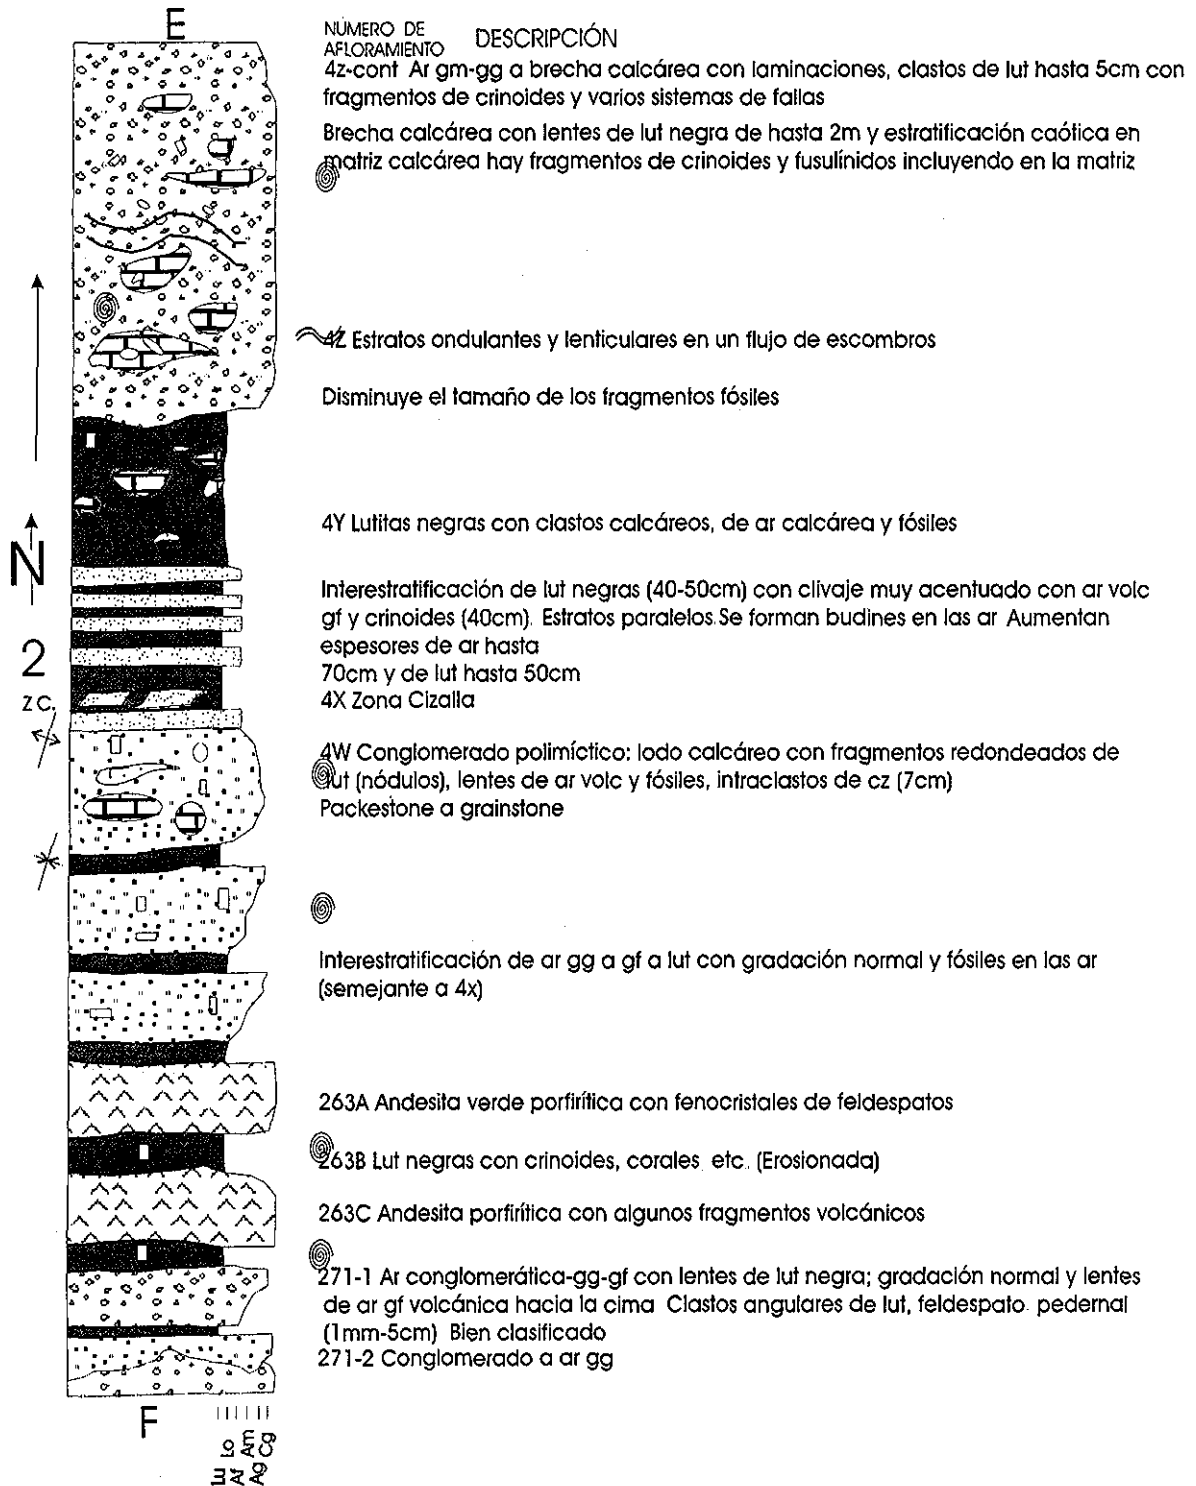 E
NÚMERO DE
AFLORAMIENTO DESCRIPCIÓN
4z-cont Ar gm-gg a brecha calcárea con laminaciones, clastos de lut hasta 5cm con
fragmentos de crinoides y varios sistemas de fallas
Brecha calcárea con lentes de lut negra de hasta 2m y estratificación caótica en
matriz calcárea hay fragmentos de crinoides y fusulínidos incluyendo en la matriz
4Z Estratos ondulantes y lenticulares en un flujo de escombros
Disminuye el tamaño de los fragmentos fósiles
4Y Lutitas negras con clastos calcáreos, de ar calcárea y fósiles
N
Interestratificación de lut negras (40-50cm) con clivaje muy acentuado con ar volc
gf y crinoides (40cm). Estratos paralelos. Se forman budines en las ar Aumentan
espesores de ar hasta
2
70cm y de lut hasta 50cm
z c.
4X Zona Cizalla
4W Conglomerado polimíctico: lodo calcáreo con fragmentos redondeados de
lut (nódulos), lentes de ar volc y fósiles, intraclastos de cz (7cm)
Packestone a grainstone
Interestratificación de ar gg a gf a lut con gradación normal y fósiles en las ar
(semejante a 4x)
263A Andesita verde porfirítica con fenocristales de feldespatos
263B Lut negras con crinoides, corales etc. (Erosionada)
263C Andesita porfirítica con algunos fragmentos volcánicos
271-1 Ar conglomerática-gg-gf con lentes de lut negra; gradación normal y lentes
de ar gf volcánica hacia la cima Clastos angulares de lut, feldespato. pedernal
(1mm-5cm) Bien clasificado
271-2 Conglomerado a ar gg
F
Lu
Lo
Af
Am
Ag
Cg